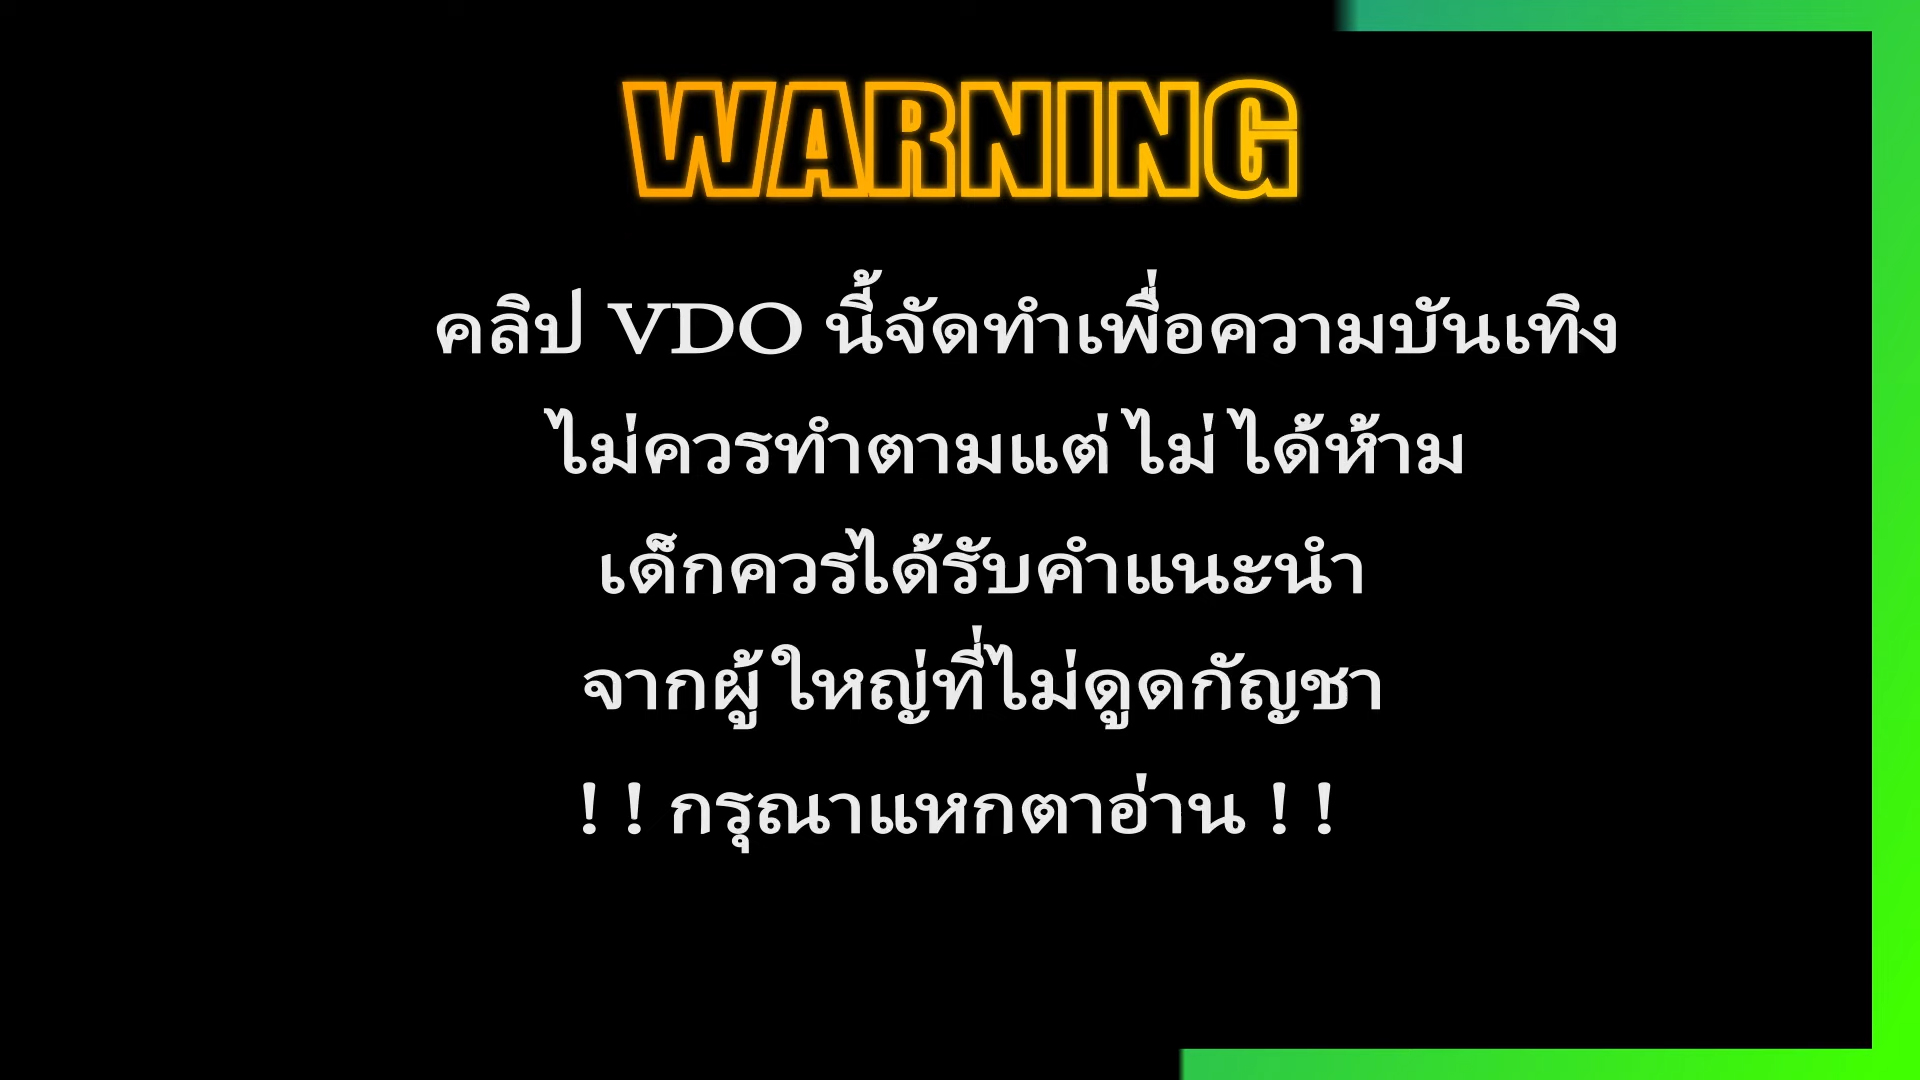 WARNING
คลิป VDO นี้จัดทำเพื่อความบันเทิง
ไม่ควรทำตามแต่ไม่ได้ห้าม
เด็กควรได้รับคำแนะนำ
จากผู้ใหญ่ที่ไม่ดูดกัญชา
! ! กรุณาแหกตาอ่าน ! !